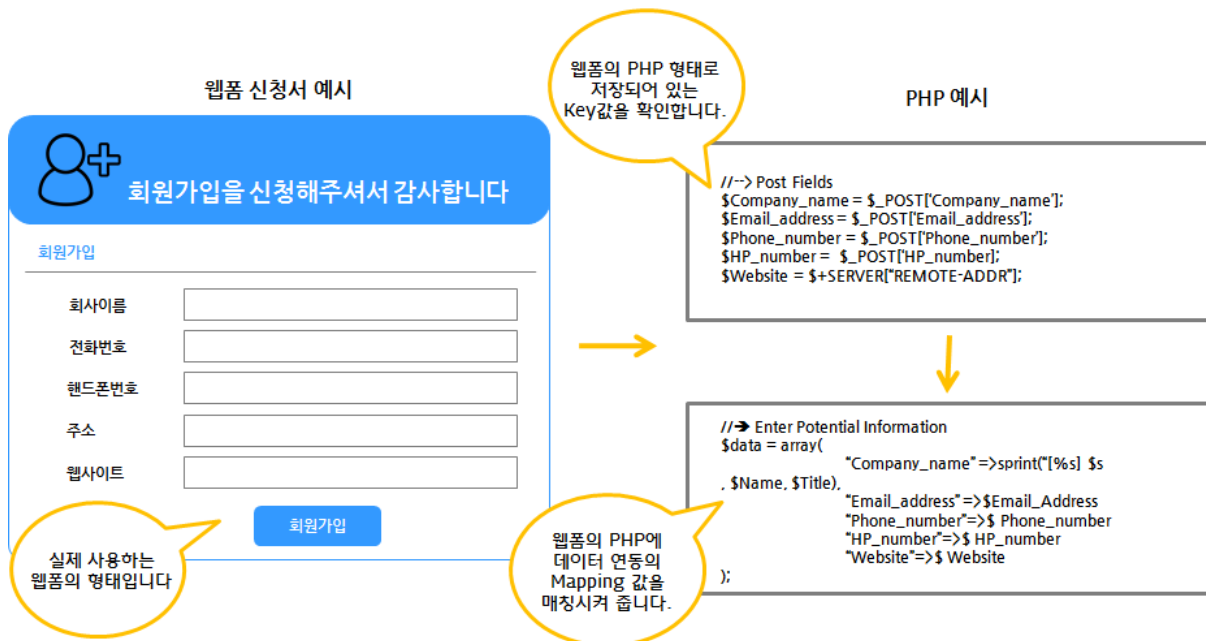 웹폼 신청서 예시
회원가입을 신청해주셔서 감사합니다
회원가입
회사이름
전화번호
핸드폰번호
주소
웹사이트
회원가입
실제 사용하는
웹폼의 형태입니다
웹폼의 PHP 형태로
저장되어 있는
Key값을 확인합니다.
PHP 예시
//--> Post Fields
$Company_name = $_POST['Company_name'];
$Email_address = $_POST['Email_address'];
$Phone_number = $_POST['Phone_number'];
$HP_number =  $_POST['HP_number];
$Website = $+SERVER["REMOTE-ADDR"];
//➔ Enter Potential Information
$data = array(
"Company_name"=>sprint("[%s] $s
, $Name, $Title),
"Email_address"=>$Email_Address
"Phone_number"=>$ Phone_number
"HP_number"=>$ HP_number
"Website"=>$ Website
);
웹폼의 PHP에
데이터 연동의
Mapping 값을
매칭시켜 줍니다.